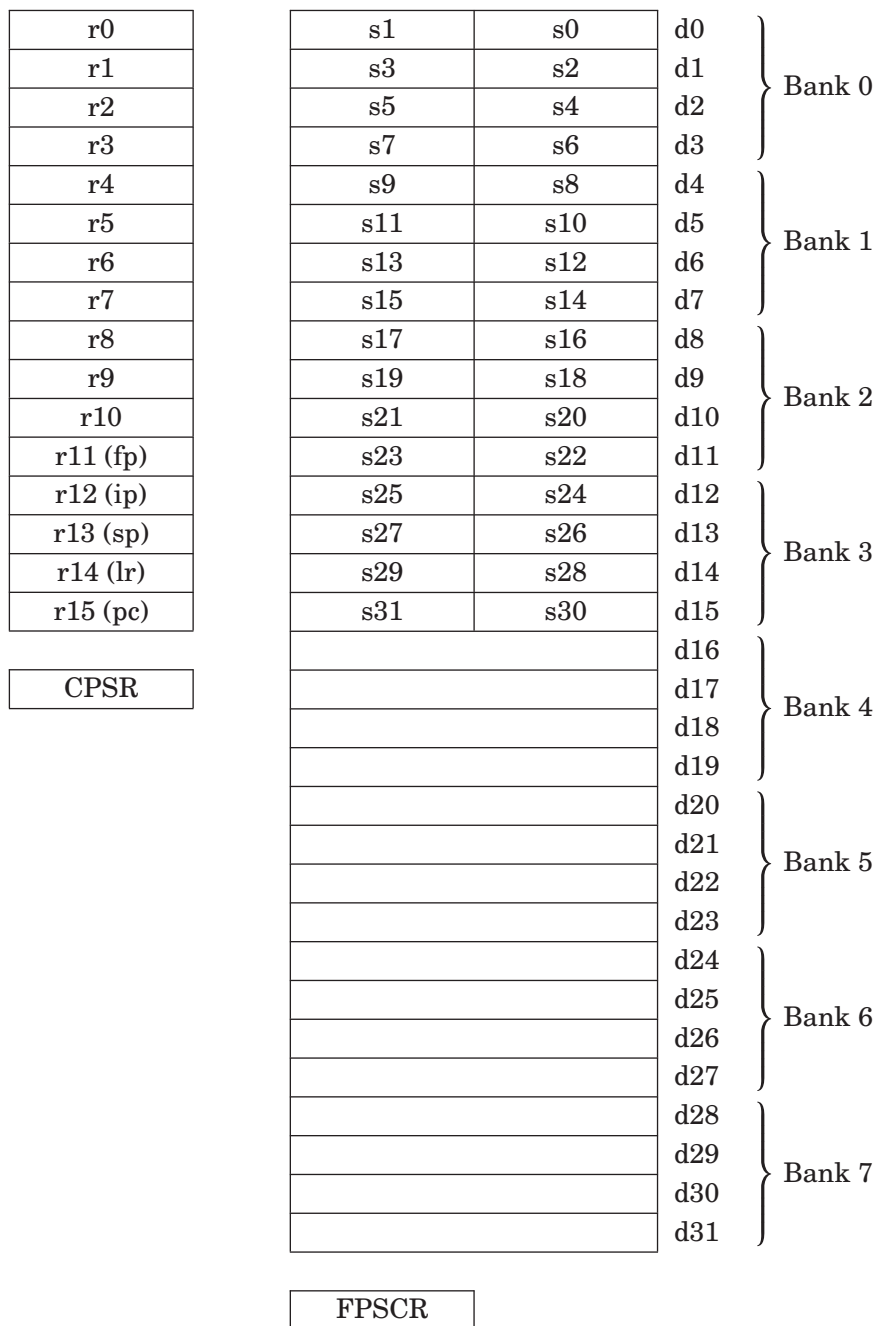 r0 s1 s0 d0
r1 s3 s2 d1
Bank 0
r2 s5 s4 d2
r3 s7 s6 d3
r4 s9 s8 d4
r5 s11 s10 d5
Bank 1
r6 s13 s12 d6
r7 s15 s14 d7
r8 s17 s16 d8
r9 s19 s18 d9
Bank 2
r10 s21 s20 d10
r11 (fp) s23 s22 d11
r12 (ip) s25 s24 d12
r13 (sp) s27 s26 d13
Bank 3
r14 (lr) s29 s28 d14
r15 (pc) s31 s30 d15
d16
CPSR d17
Bank 4
d18
d19
d20
d21
Bank 5
d22
d23
d24
d25
Bank 6
d26
d27
d28
d29
Bank 7
d30
d31
FPSCR